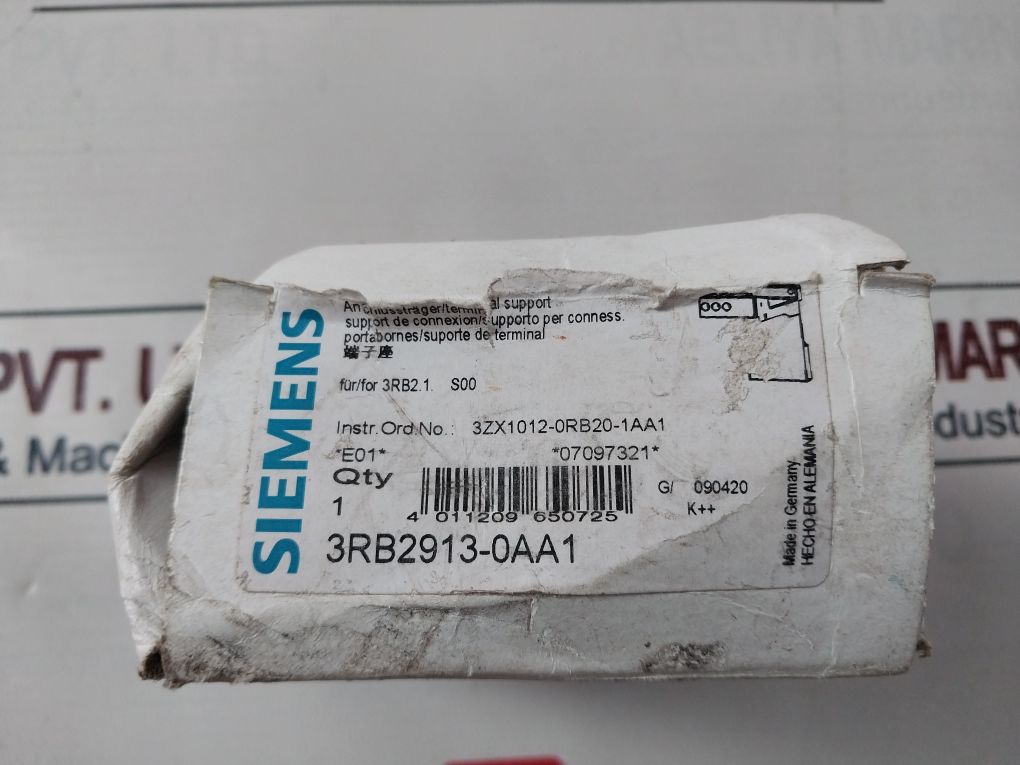 SIEMENS
Anschlussträger/terminal support
support de connexion/supporto per conness.
portabornes/suporte de terminal
端子座
für/for 3RB2.1. S00
Instr.Ord.No.: 3ZX1012-0RB20-1AA1
*E01* *07097321*
Qty
1
4 011209 650725
G/ 090420
K++
3RB2913-0AA1
Made in Germany
HECHO EN ALEMANIA
PVT. U
& Mac
MAR
dust